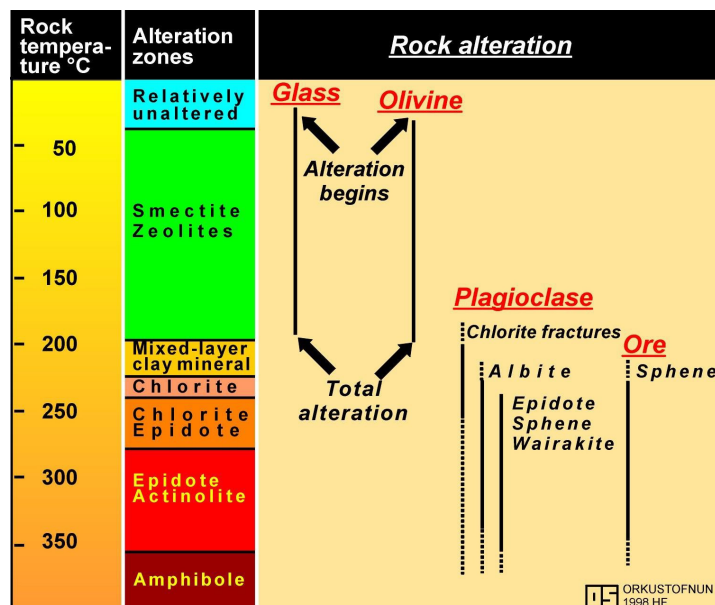 Rock
tempera-
ture °C
Alteration
zones
Rock alteration
50
100
150
200
250
300
350
Relatively
unaltered
Smectite
Zeolites
Mixed-layer
clay mineral
Chlorite
Chlorite
Epidote
Epidote
Actinolite
Amphibole
Glass
Olivine
Alteration
begins
Total
alteration
Plagioclase
Chlorite fractures
Albite
Epidote
Sphene
Wairakite
Ore
Sphene
OS
ORKUSTOFNUN
1998 HF